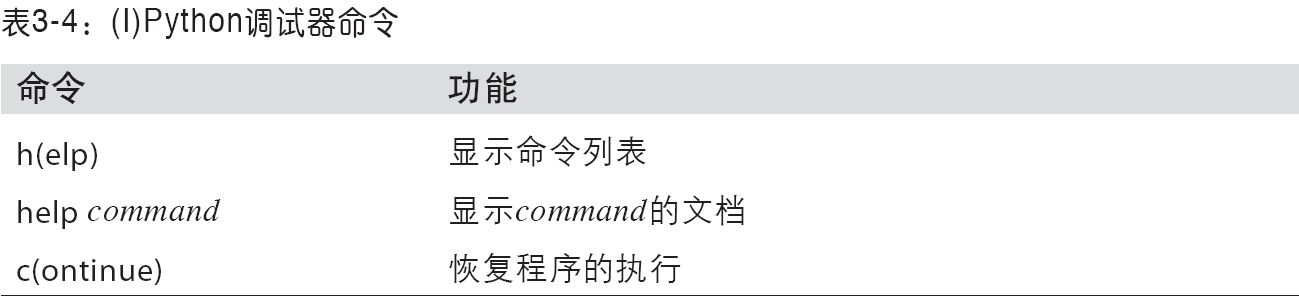 表3-4：(I)Python调试器命令
命令 功能
h(elp) 显示命令列表
help command 显示command的文档
c(ontinue) 恢复程序的执行